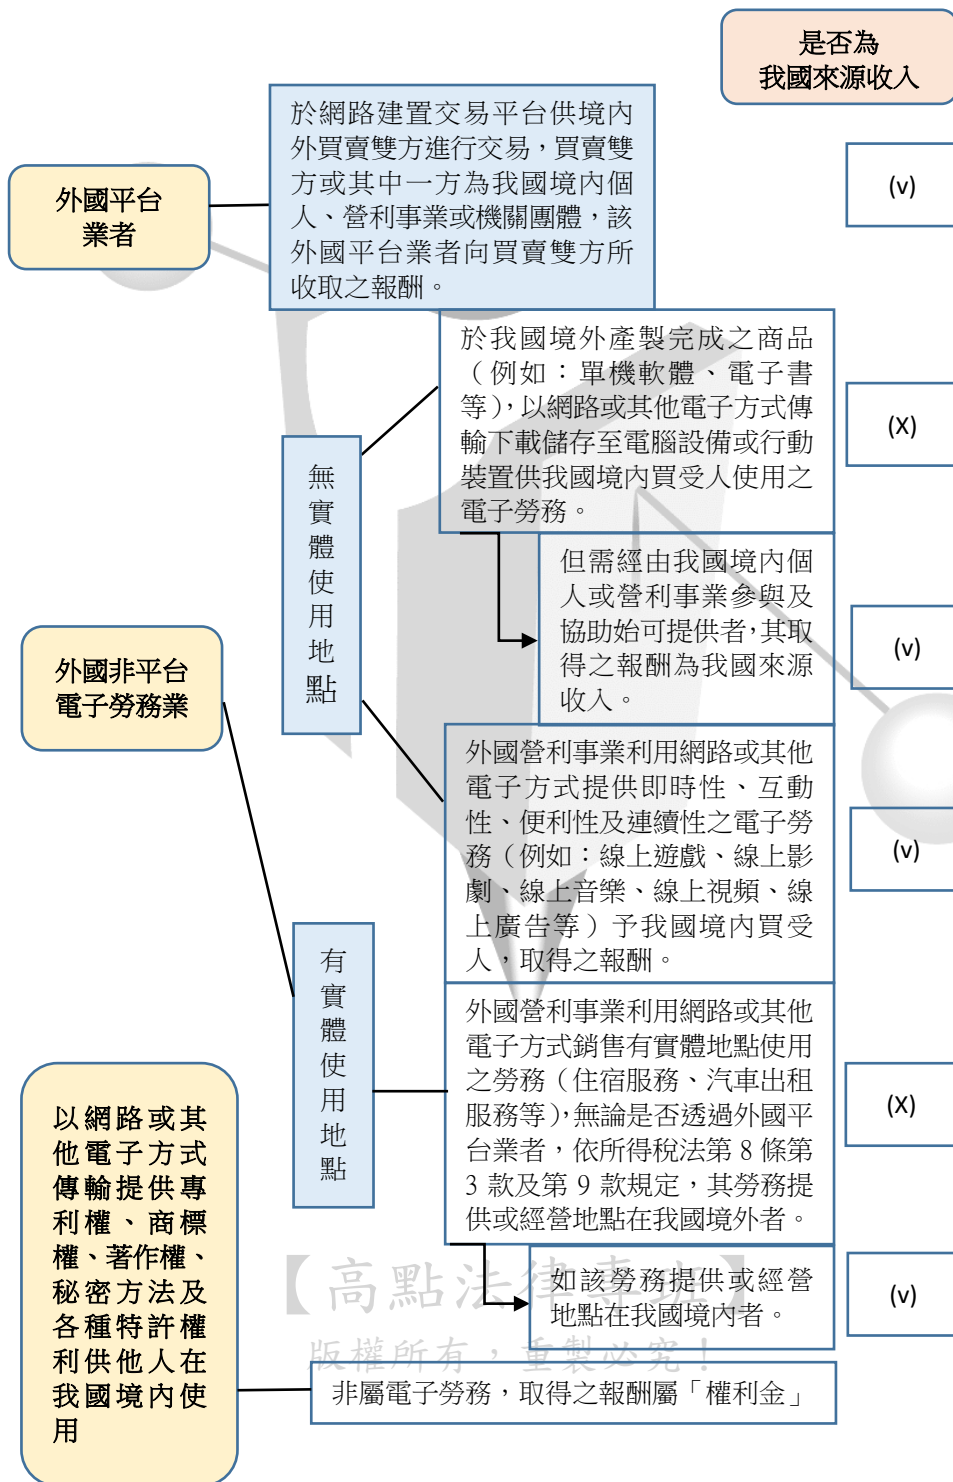 是否為
我國來源收入
外國平台
業者
於網路建置交易平台供境內
外買賣雙方進行交易，買賣雙
方或其中一方為我國境內個
人、營利事業或機關團體，該
外國平台業者向買賣雙方所
收取之報酬。
(v)
外國非平台
電子勞務業
無
實
體
使
用
地
點
於我國境外產製完成之商品
（例如：單機軟體、電子書
等），以網路或其他電子方式傳
輸下載儲存至電腦設備或行動
裝置供我國境內買受人使用之
電子勞務。
(X)
但需經由我國境內個
人或營利事業參與及
協助始可提供者，其取
得之報酬為我國來源
收入。
(v)
外國營利事業利用網路或其他
電子方式提供即時性、互動
性、便利性及連續性之電子勞
務（例如：線上遊戲、線上影
劇、線上音樂、線上視頻、線
上廣告等）予我國境內買受
人，取得之報酬。
(v)
有
實
體
使
用
地
點
外國營利事業利用網路或其他
電子方式銷售有實體地點使用
之勞務（住宿服務、汽車出租
服務等），無論是否透過外國平
台業者，依所得稅法第 8 條第
3 款及第 9 款規定，其勞務提
供或經營地點在我國境外者。
(X)
如該勞務提供或經營
地點在我國境內者。
(v)
以網路或其
他電子方式
傳輸提供專
利權、商標
權、著作權、
秘密方法及
各種特許權
利供他人在
我國境內使
用
非屬電子勞務，取得之報酬屬「權利金」
【高點法律專班】
版權所有，重製必究！